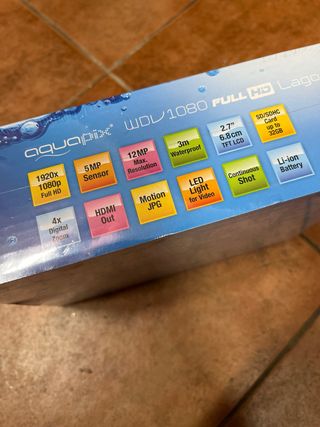 aquapix WDV1080 FULL HD Lago
1920x
1080p
Full HD
5 MP
Sensor
12MP
Max.
Resolution
3m
Waterproof
2.7"
6.8cm
TFT LCD
SD/SDHC
Card
up to
32GB
4x
Digital
Zoom
HDMI
Out
Motion
JPG
LED
Light
for Video
Continuous
Shot
Li-ion
Battery